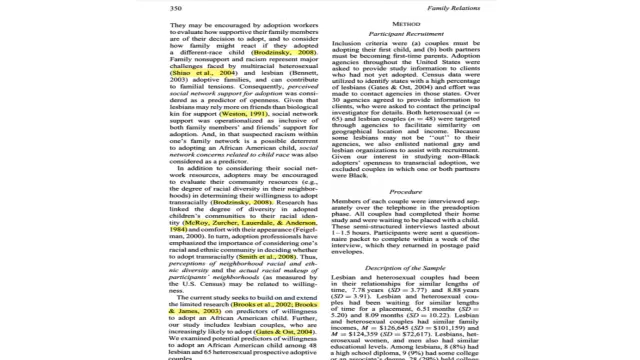 350
Family Relations
They may be encouraged by adoption workers
to evaluate how supportive their family members
are of their decision to adopt, and to consider
how family might react if they adopted
a different-race child (Brodzinsky, 2008). Family
nonsupport and racism represent major
challenges faced by multiracial heterosexual
(Shiao et al., 2004) and lesbian (Bennett,
2003) adoptive families, and can contribute
to familial tensions. Consequently, perceived
social network support for adoption was consi-
dered as a predictor of openness. Given that
lesbians may rely more on friends than biological
kin for support (Weston, 1991), social network
support was operationalized as inclusive of
both family members' and friends' support for
adoption. And, in that suspected racism within
one's family network is a possible deterrent
to adopting an African American child, social
network concerns related to child race was also
considered as a predictor.
In addition to considering their social net-
work resources, adopters may be encouraged
to evaluate their community resources (e.g.,
the degree of racial diversity in their neighbor-
hoods) in determining their willingness to adopt
transracially (Brodzinsky, 2008). Research has
linked the degree of diversity in adopted
children's communities to their racial iden-
tity (McRoy, Zurcher, Lauderdale, & Anderson,
1984) and comfort with their appearance (Feigel-
man, 2000). In turn, adoption professionals have
emphasized the importance of considering one's
racial and ethnic community in deciding whether
to adopt transracially (Smith et al., 2008). Thus,
perceptions of neighborhood racial and eth-
nic diversity and the actual racial makeup of
participants' neighborhoods (as measured by
the U.S. Census) may be related to willing-
ness.
The current study seeks to build on and extend
the limited research (Brooks et al., 2002; Brooks
& James, 2003) on predictors of willingness
to adopt an African American child. Further,
our study includes lesbian couples, who are
increasingly likely to adopt (Gates & Ost, 2004).
We examined potential predictors of willingness
to adopt an African American child among 48
lesbian and 65 heterosexual prospective adoptive
couples
METHOD
Participant Recruitment
Inclusion criteria were (a) couples must be
adopting their first child, and (b) both partners
must be becoming first-time parents. Adoption
agencies throughout the United States were
asked to provide study information to clients
who had not yet adopted. Census data were
utilized to identify states with a high percentage
of lesbians (Gates & Ost, 2004) and effort was
made to contact agencies in those states. Over
30 agencies agreed to provide information to
clients, who were asked to contact the principal
investigator for details. Both heterosexual (n =
65) and lesbian couples (n = 48) were targeted
through agencies to facilitate similarity on
geographical location and income. Because
some lesbians may not be "out" to their
agencies, we also enlisted national gay and
lesbian organizations to assist with recruitment.
Given our interest in studying non-Black
adopters' openness to transracial adoption, we
excluded couples in which one or both partners
were Black.
Procedure
Members of each couple were interviewed sep-
arately over the telephone in the preadoption
phase. All couples had completed their home
study and were waiting to be placed with a child.
These semi-structured interviews lasted about
1–1.5 hours. Participants were sent a question-
naire packet to complete within a week of the
interview, which they returned in postage paid
envelopes.
Description of the Sample
Lesbian and heterosexual couples had been
in their relationships for similar lengths of
time, 7.78 years (SD = 3.77) and 8.88 years
(SD = 3.91). Lesbian and heterosexual cou-
ples had been waiting for similar lengths
of time for a placement, 6.51 months (SD =
5.20) and 8.09 months (SD = 10.22). Lesbian
and heterosexual couples had similar family
incomes, M = $126,645 (SD = $101,159) and
M = $124,359 (SD = $72,617). Lesbians, het-
erosexual women, and men also had similar
educational levels. Among lesbians, 8 (8%) had
a high school diploma, 9 (9%) had some college
or an associate's degree, 28 (29%) held college